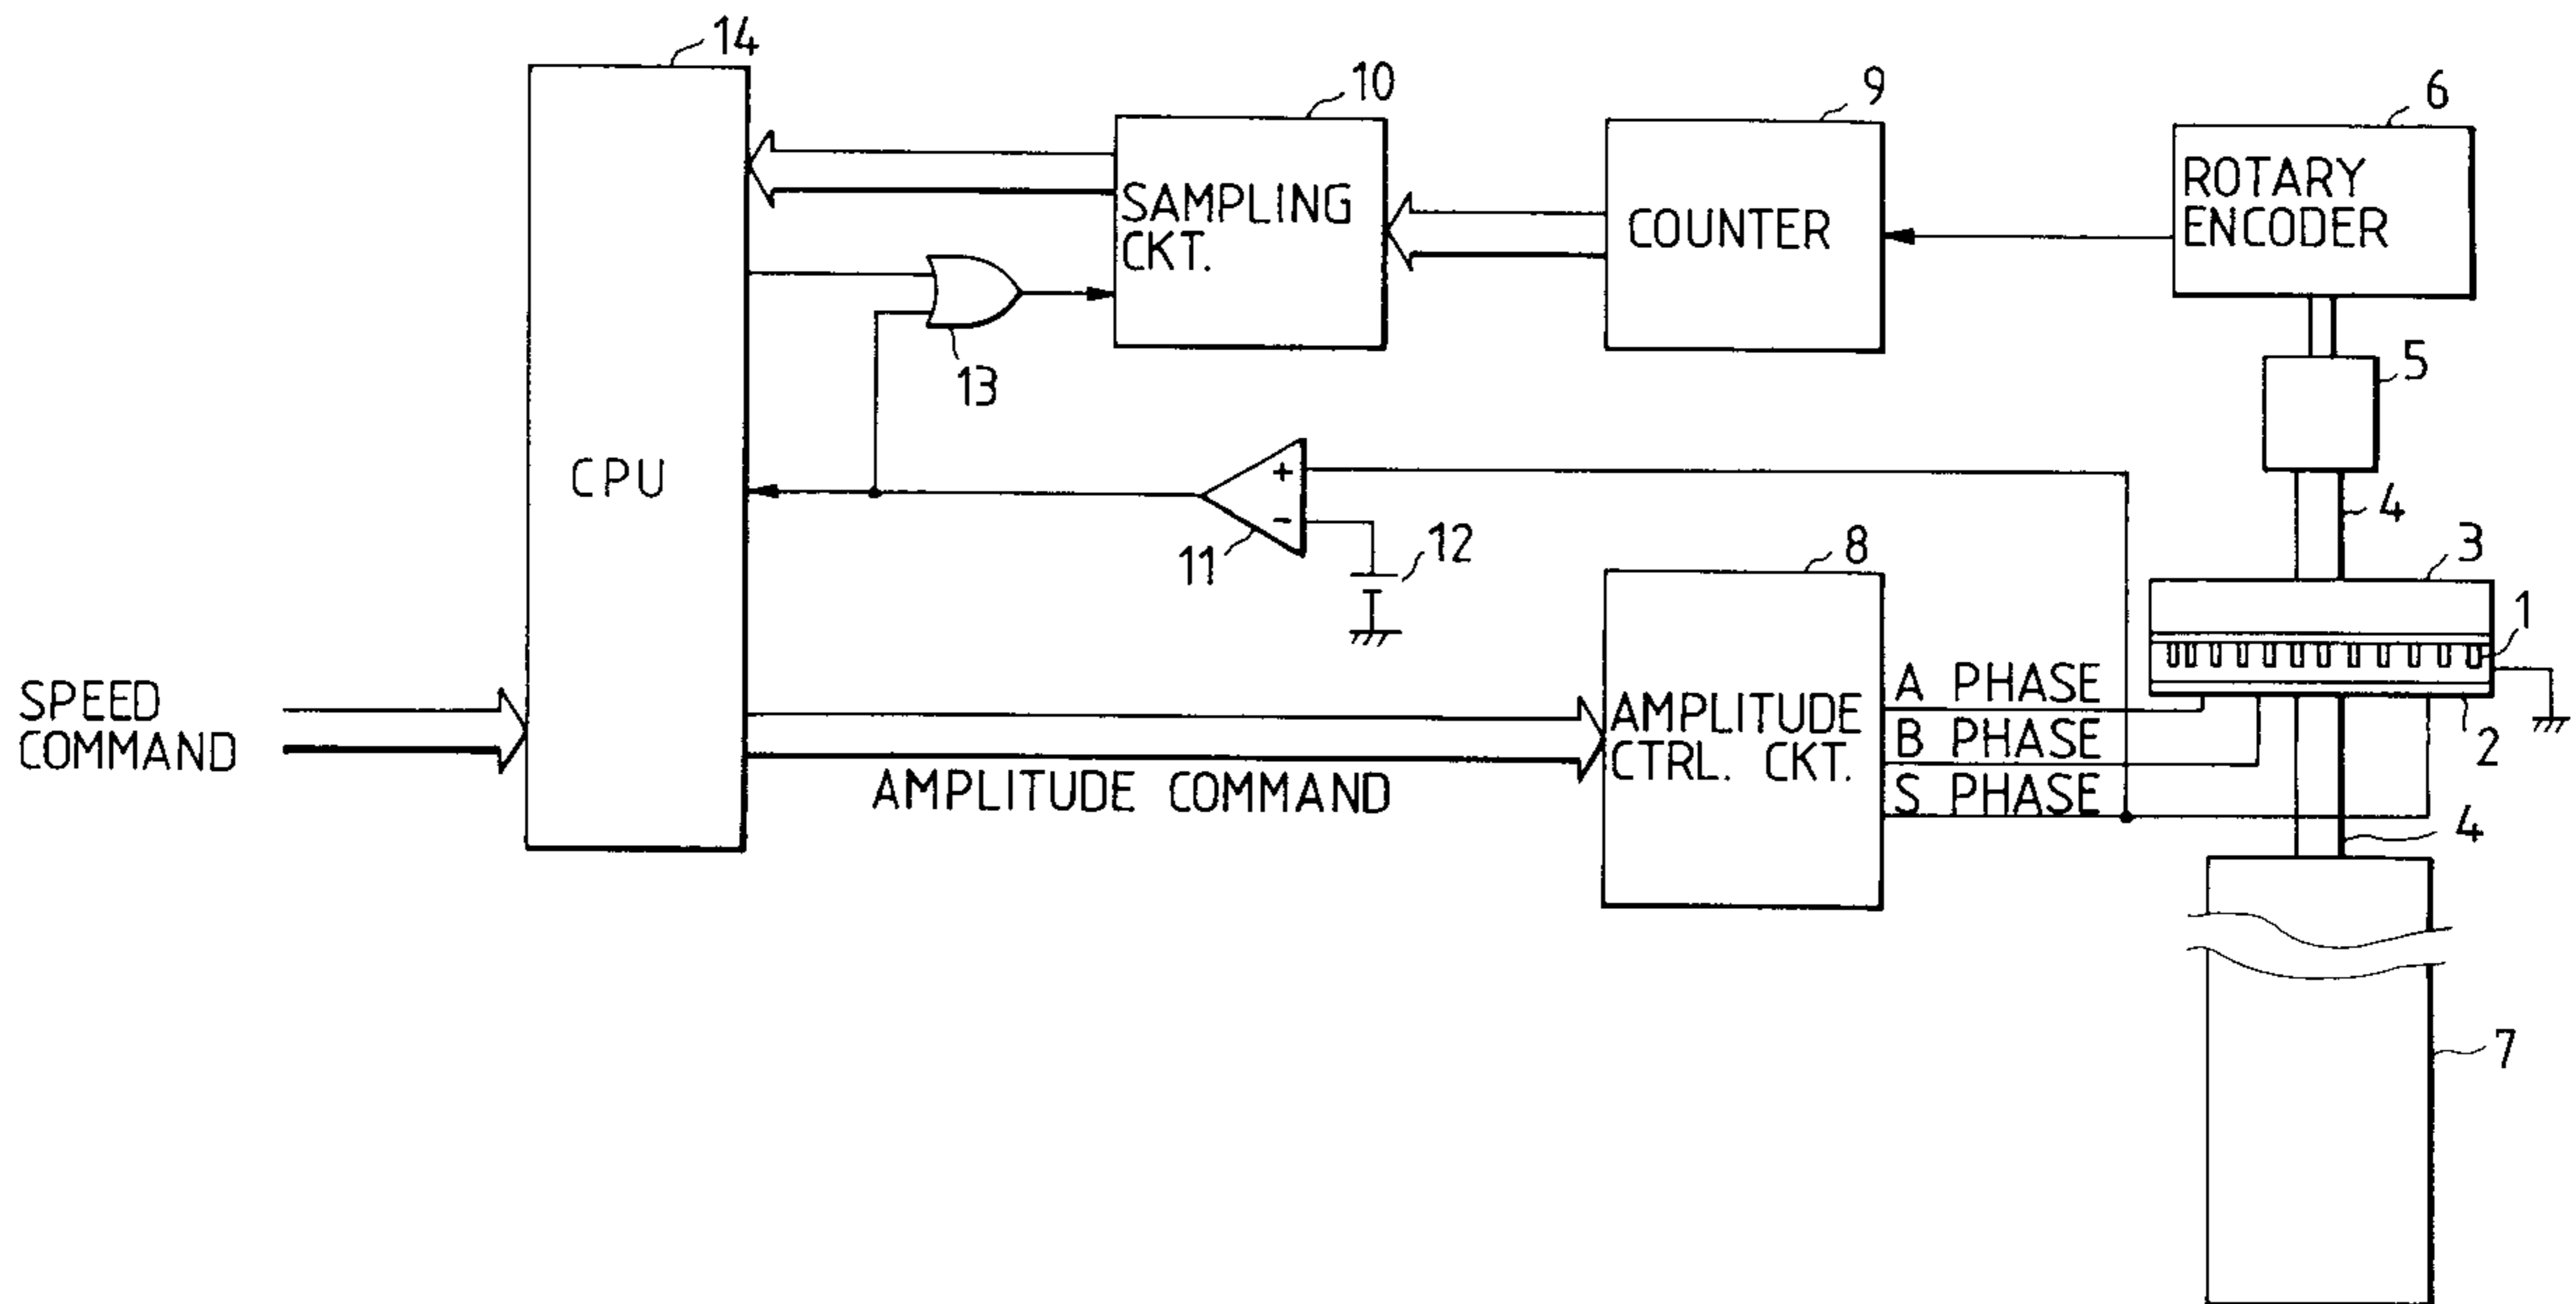 14
10
9
6
ROTARY
ENCODER
SAMPLING
CKT.
COUNTER
13
5
CPU
+
-
4
11
12
8
3
1
SPEED
COMMAND
AMPLITUDE
CTRL. CKT.
A PHASE
B PHASE
S PHASE
2
AMPLITUDE COMMAND
4
7